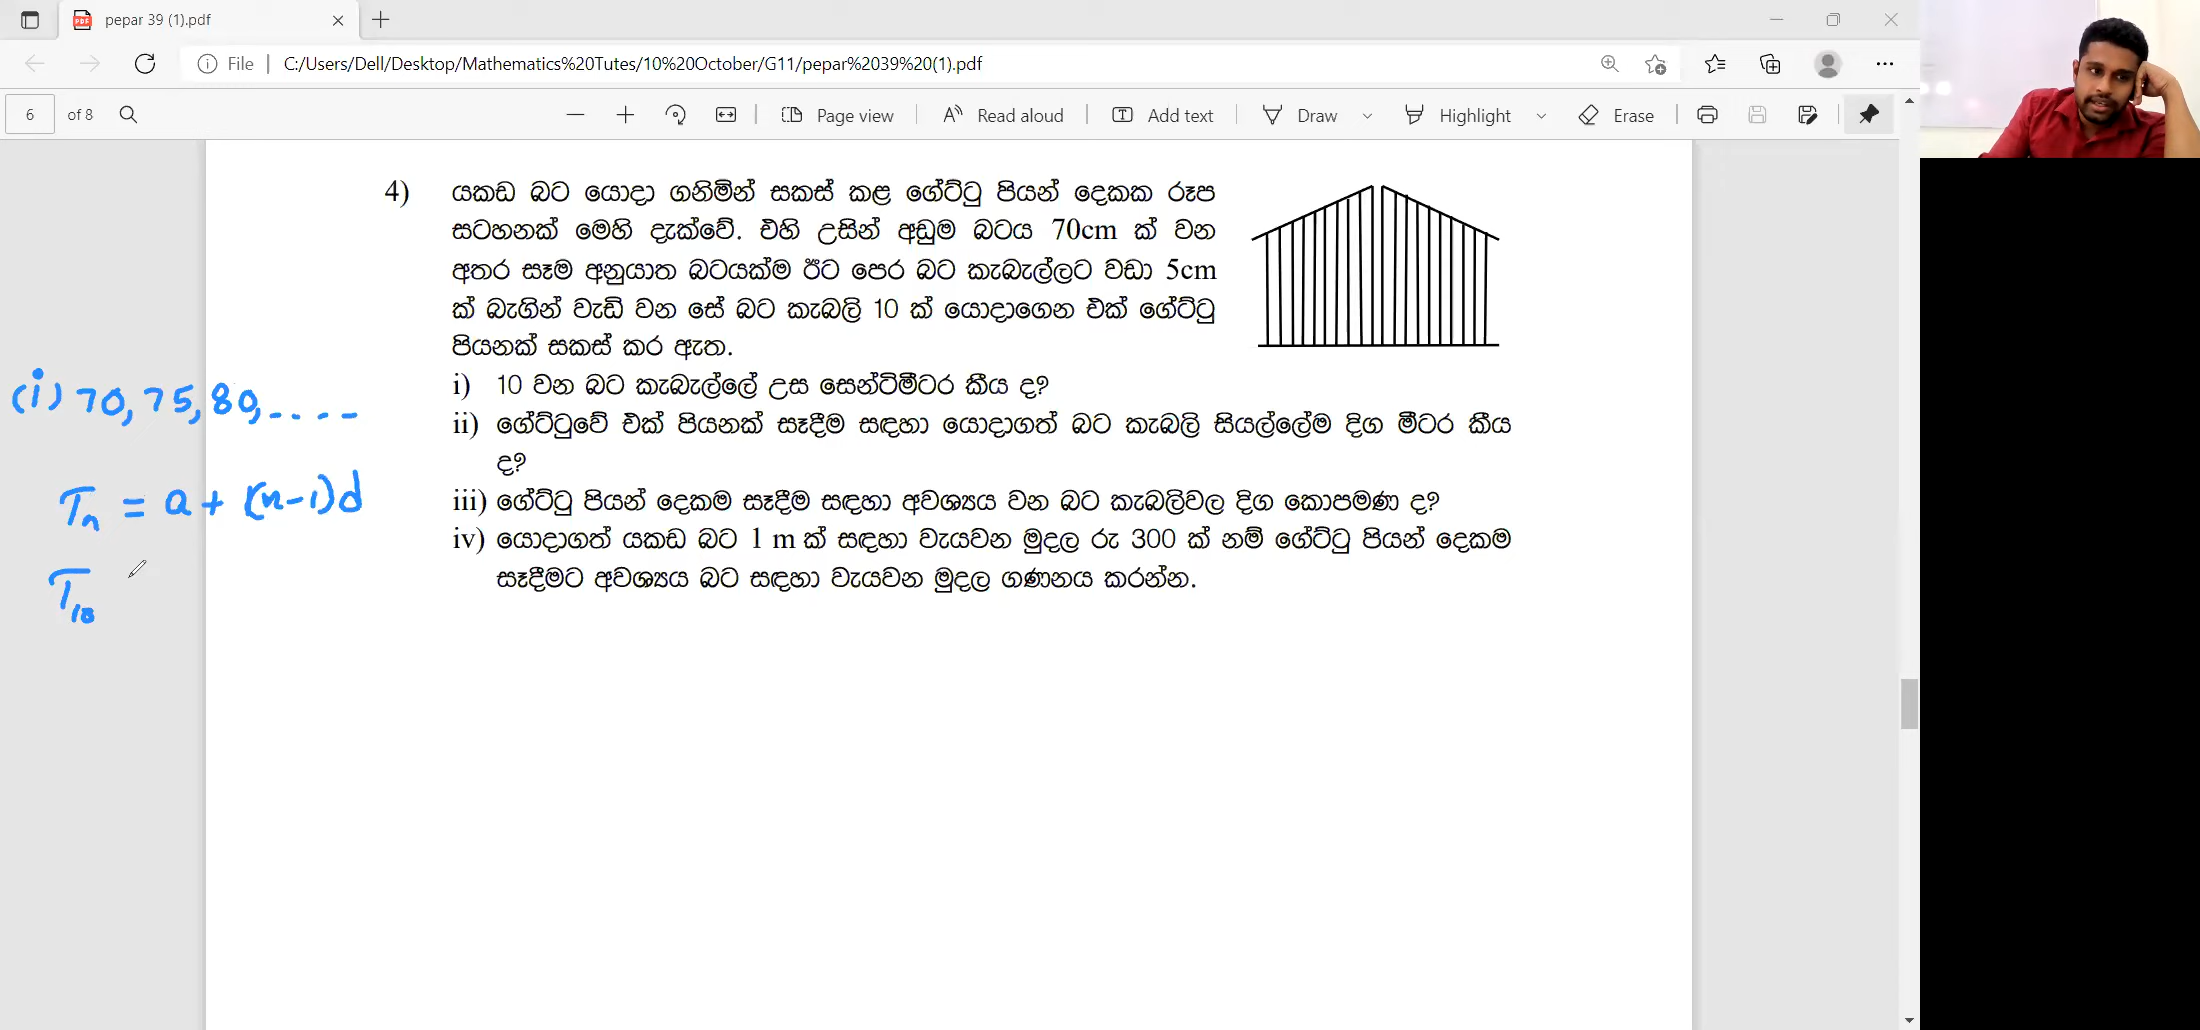 pepar 39 (1).pdf
File
C:/Users/Dell/Desktop/Mathematics%20Tutes/10%20October/G11/pepar%2039%20(1).pdf
6 of 8
Page view
Read aloud
Add text
Draw
Highlight
Erase
4) යකඩ බට යොදා ගනිමින් සකස් කළ ගේට්ටු පියන් දෙකක රූප
සටහනක් මෙහි දැක්වේ. එහි උසින් අඩුම බටය 70cm ක් වන
අතර සෑම අනුයාත බටයක්ම ඊට පෙර බට කැබැල්ලට වඩා 5cm
ක් බැගින් වැඩි වන සේ බට කැබලි 10 ක් යොදාගෙන එක් ගේට්ටු
පියනක් සකස් කර ඇත.
i) 10 වන බට කැබැල්ලේ උස සෙන්ටිමීටර කීය ද?
ii) ගේට්ටුවේ එක් පියනක් සෑදීම සඳහා යොදාගත් බට කැබලි සියල්ලේම දිග මීටර කීය
ද?
iii) ගේට්ටු පියන් දෙකම සෑදීම සඳහා අවශ්‍යය වන බට කැබලිවල දිග කොපමණ ද?
iv) යොදාගත් යකඩ බට 1 m ක් සඳහා වැයවන මුදල රු 300 ක් නම් ගේට්ටු පියන් දෙකම
සෑදීමට අවශ්‍යය බට සඳහා වැයවන මුදල ගණනය කරන්න.
(i) 70, 75, 80, ....
Tₙ = a + (n-1)d
T₁₀